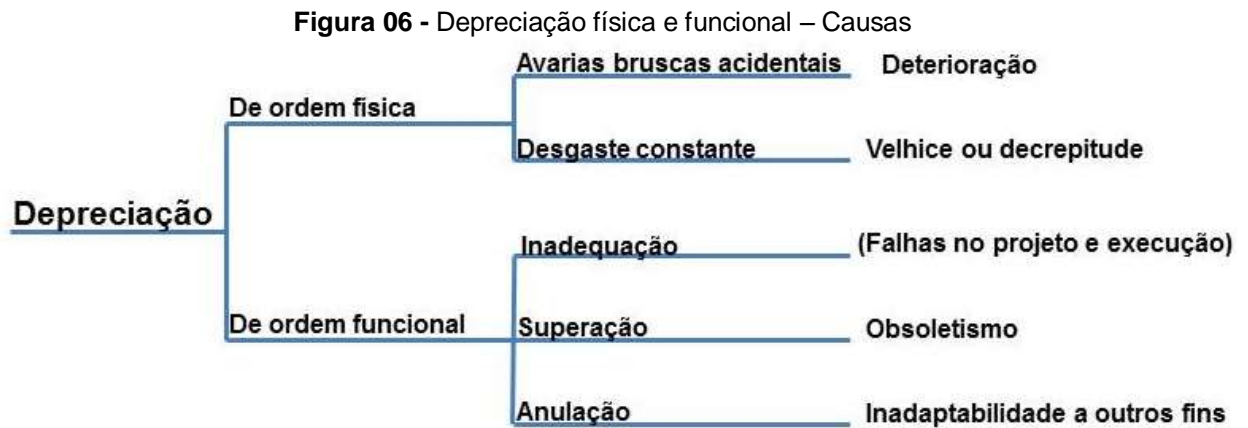 Figura 06 - Depreciação física e funcional – Causas
Avarias bruscas acidentais Deterioração
De ordem física
Desgaste constante Velhice ou decrepitude
Depreciação
Inadequação (Falhas no projeto e execução)
De ordem funcional Superação Obsoletismo
Anulação Inadaptabilidade a outros fins